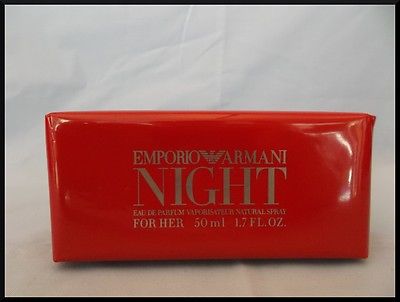 EMPORIO ARMANI
NIGHT
EAU DE PARFUM VAPORISATEUR NATURAL SPRAY
FOR HER 50 ml 1.7 FL. OZ.